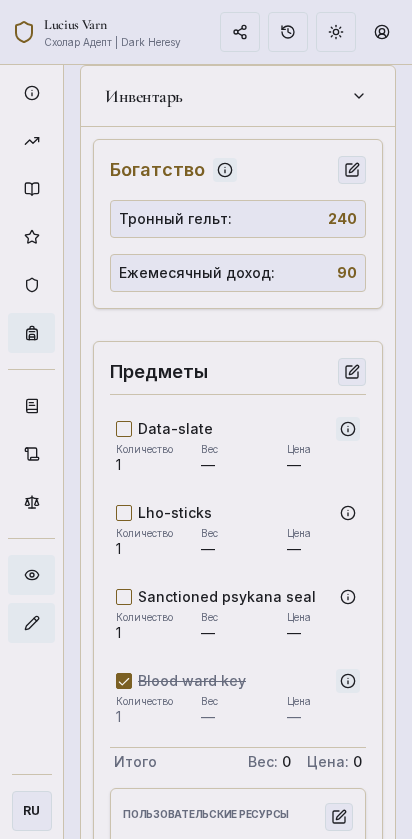 Lucius Varn
Схолар Адепт | Dark Heresy
Инвентарь
Богатство
Тронный гельт: 240
Ежемесячный доход: 90
Предметы
Data-slate
Количество Вес Цена
1 — —
Lho-sticks
Количество Вес Цена
1 — —
Sanctioned psykana seal
Количество Вес Цена
1 — —
Blood ward key
Количество Вес Цена
1 — —
Итого Вес: 0 Цена: 0
ПОЛЬЗОВАТЕЛЬСКИЕ РЕСУРСЫ
RU